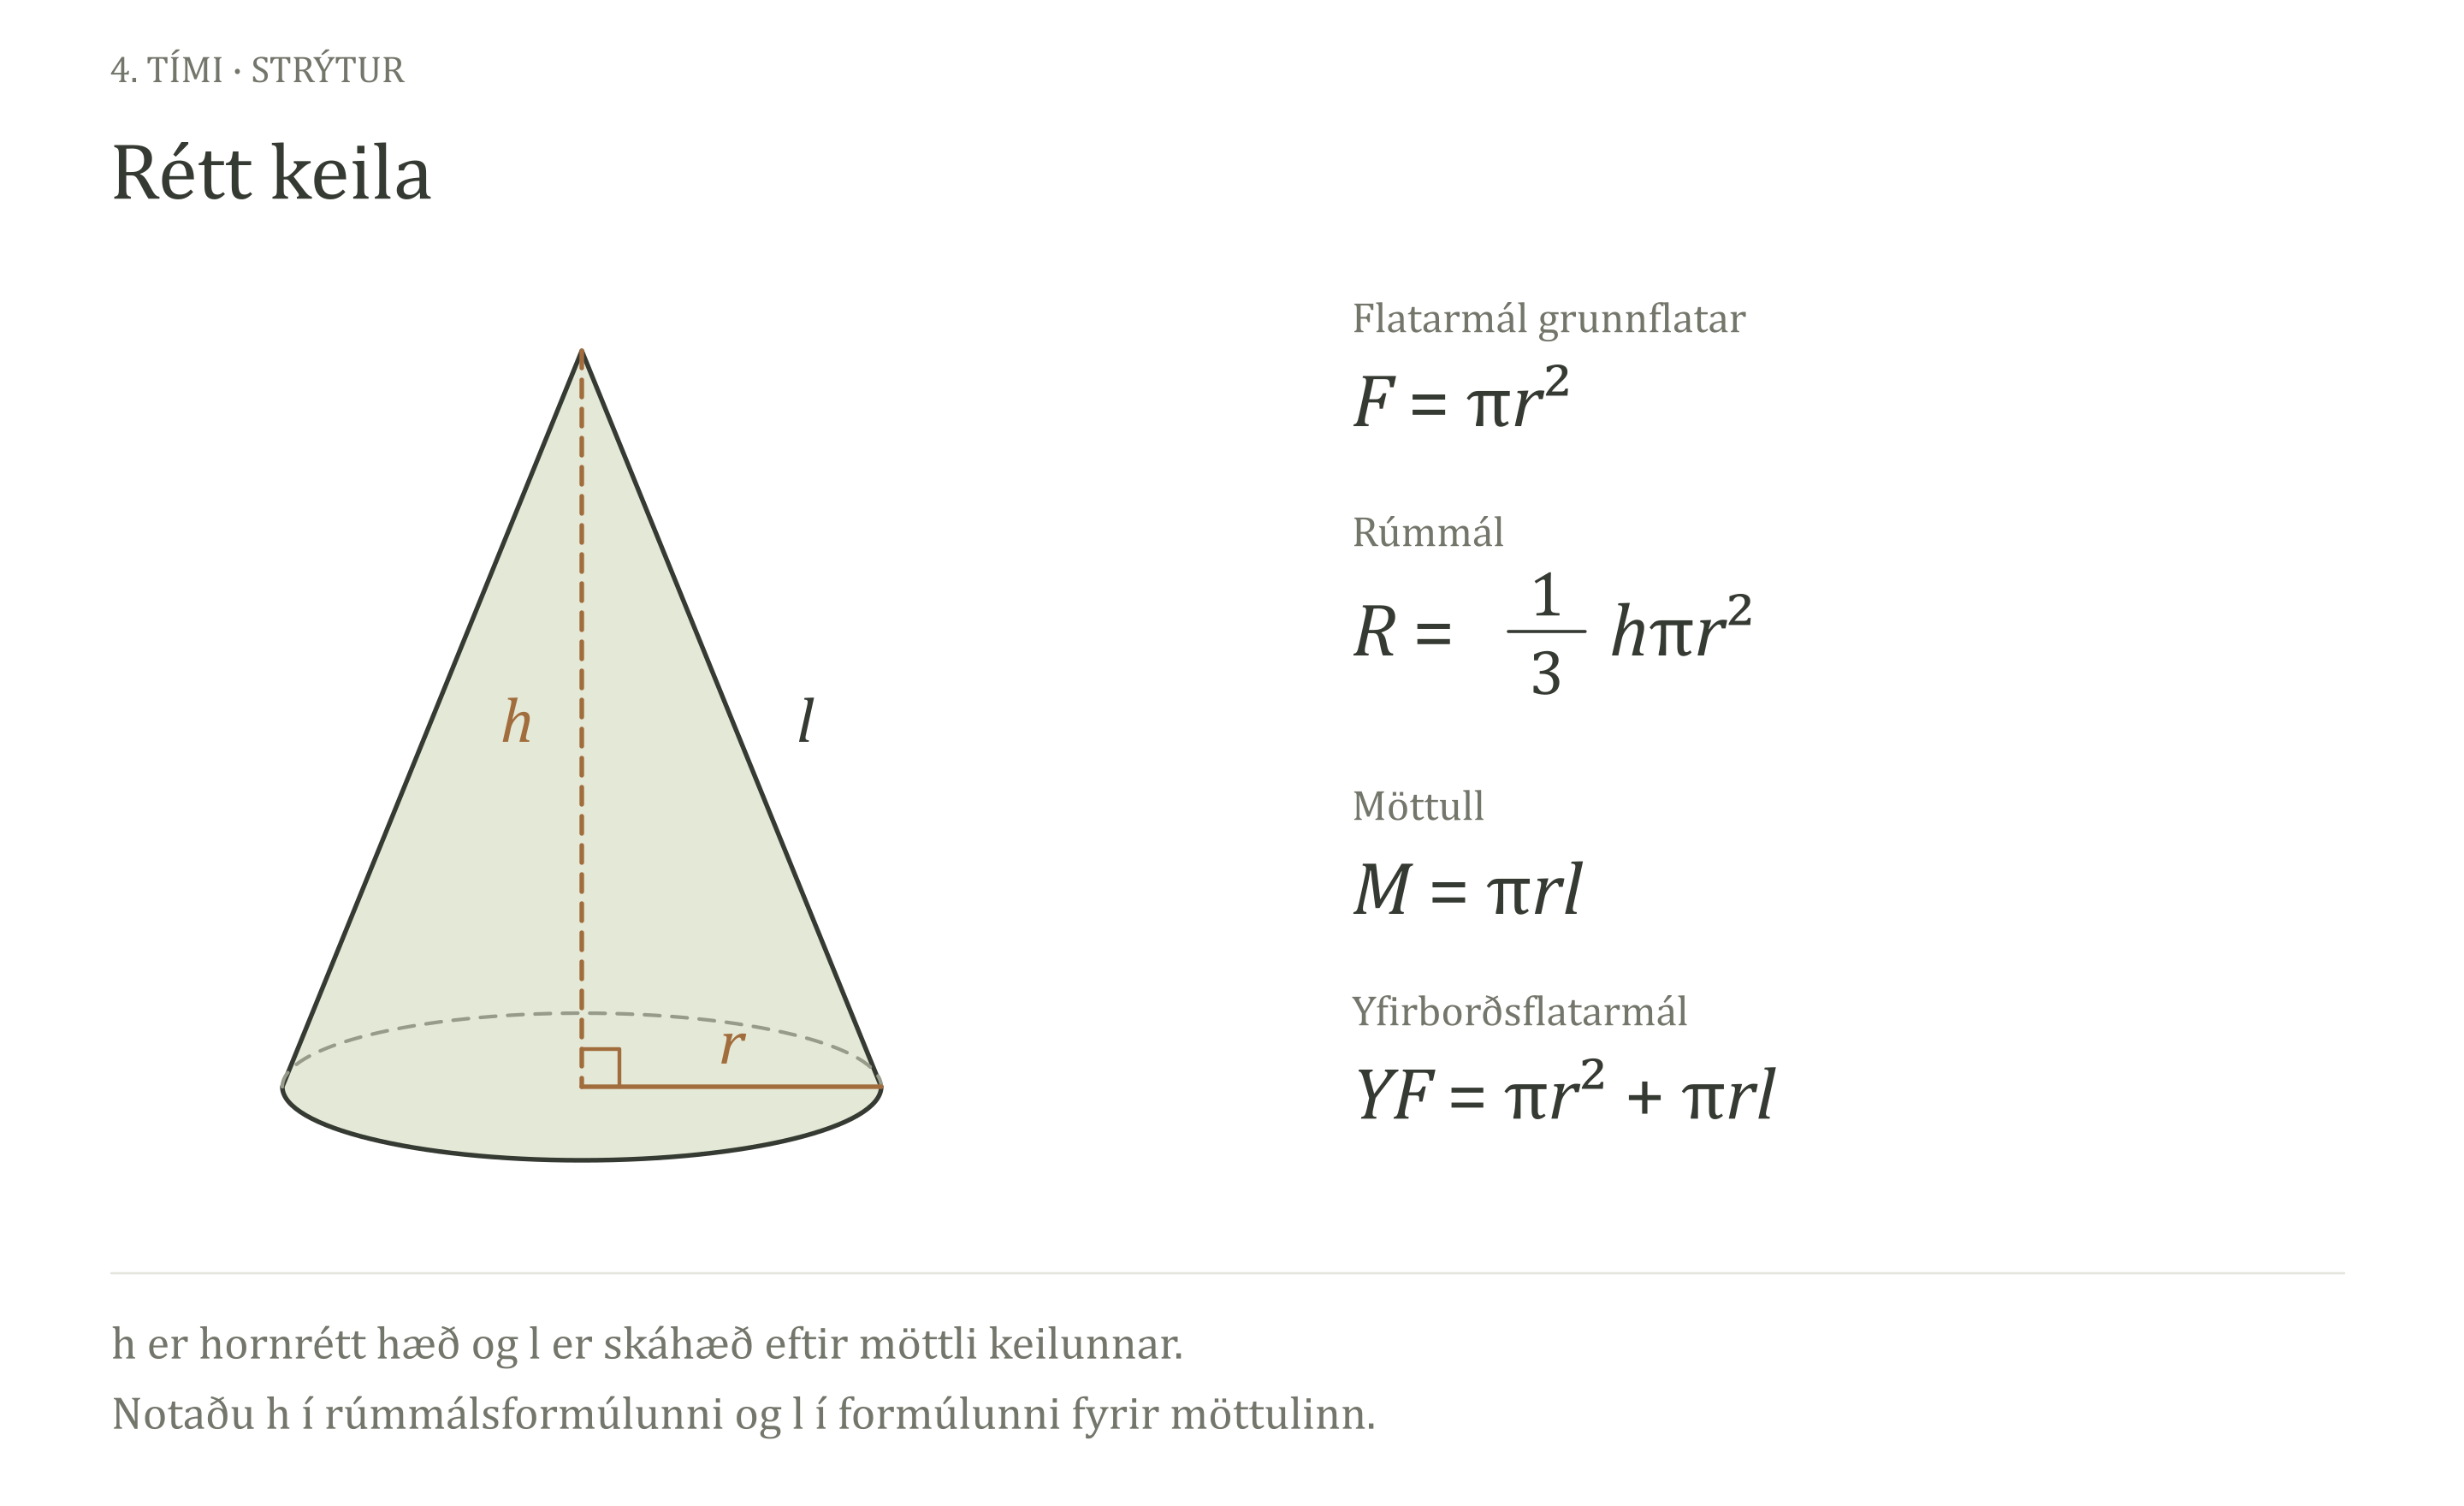 4. TÍMI · STRÝTUR
Rétt keila
h
l
r
Flatarmál grunnflatar
F = πr²
Rúmmál
R = 1/3 hπr²
Möttull
M = πrl
Yfirborðsflatarmál
YF = πr² + πrl
h er hornrétt hæð og l er skáhæð eftir möttli keilunnar.
Notaðu h í rúmmálsformúlunni og l í formúlunni fyrir möttulinn.